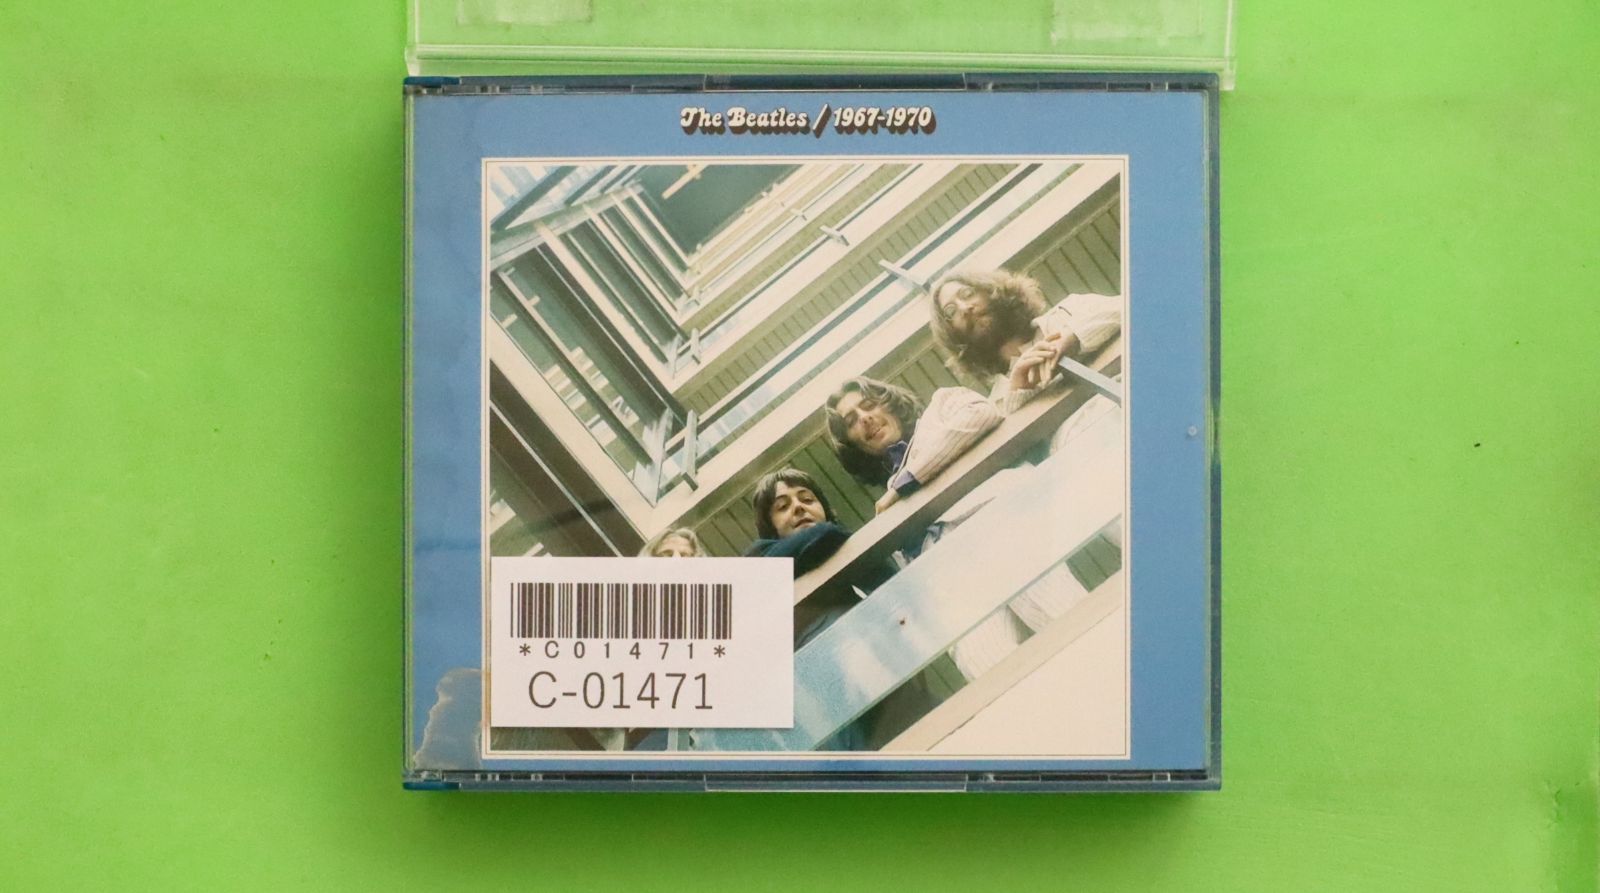 The Beatles / 1967-1970
*C01471*
C-01471